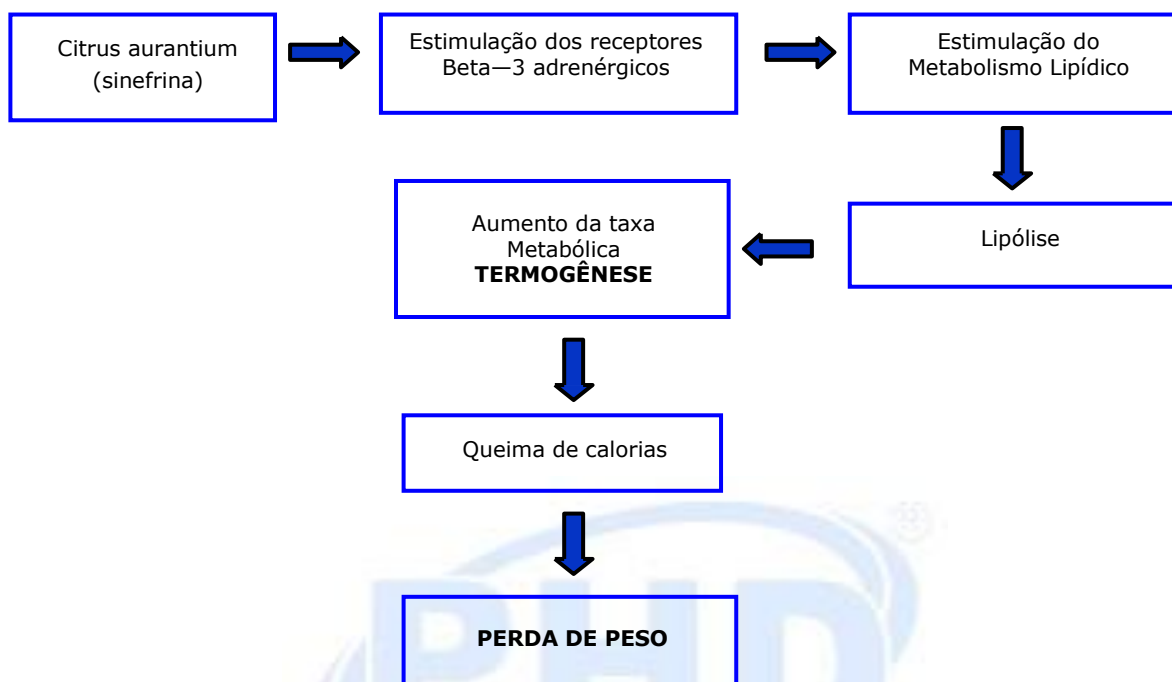 Citrus aurantium
(sinefrina)
Estimulação dos receptores
Beta—3 adrenérgicos
Estimulação do
Metabolismo Lipídico
Lipólise
Aumento da taxa
Metabólica
TERMOGÊNESE
Queima de calorias
PERDA DE PESO
PHD
®